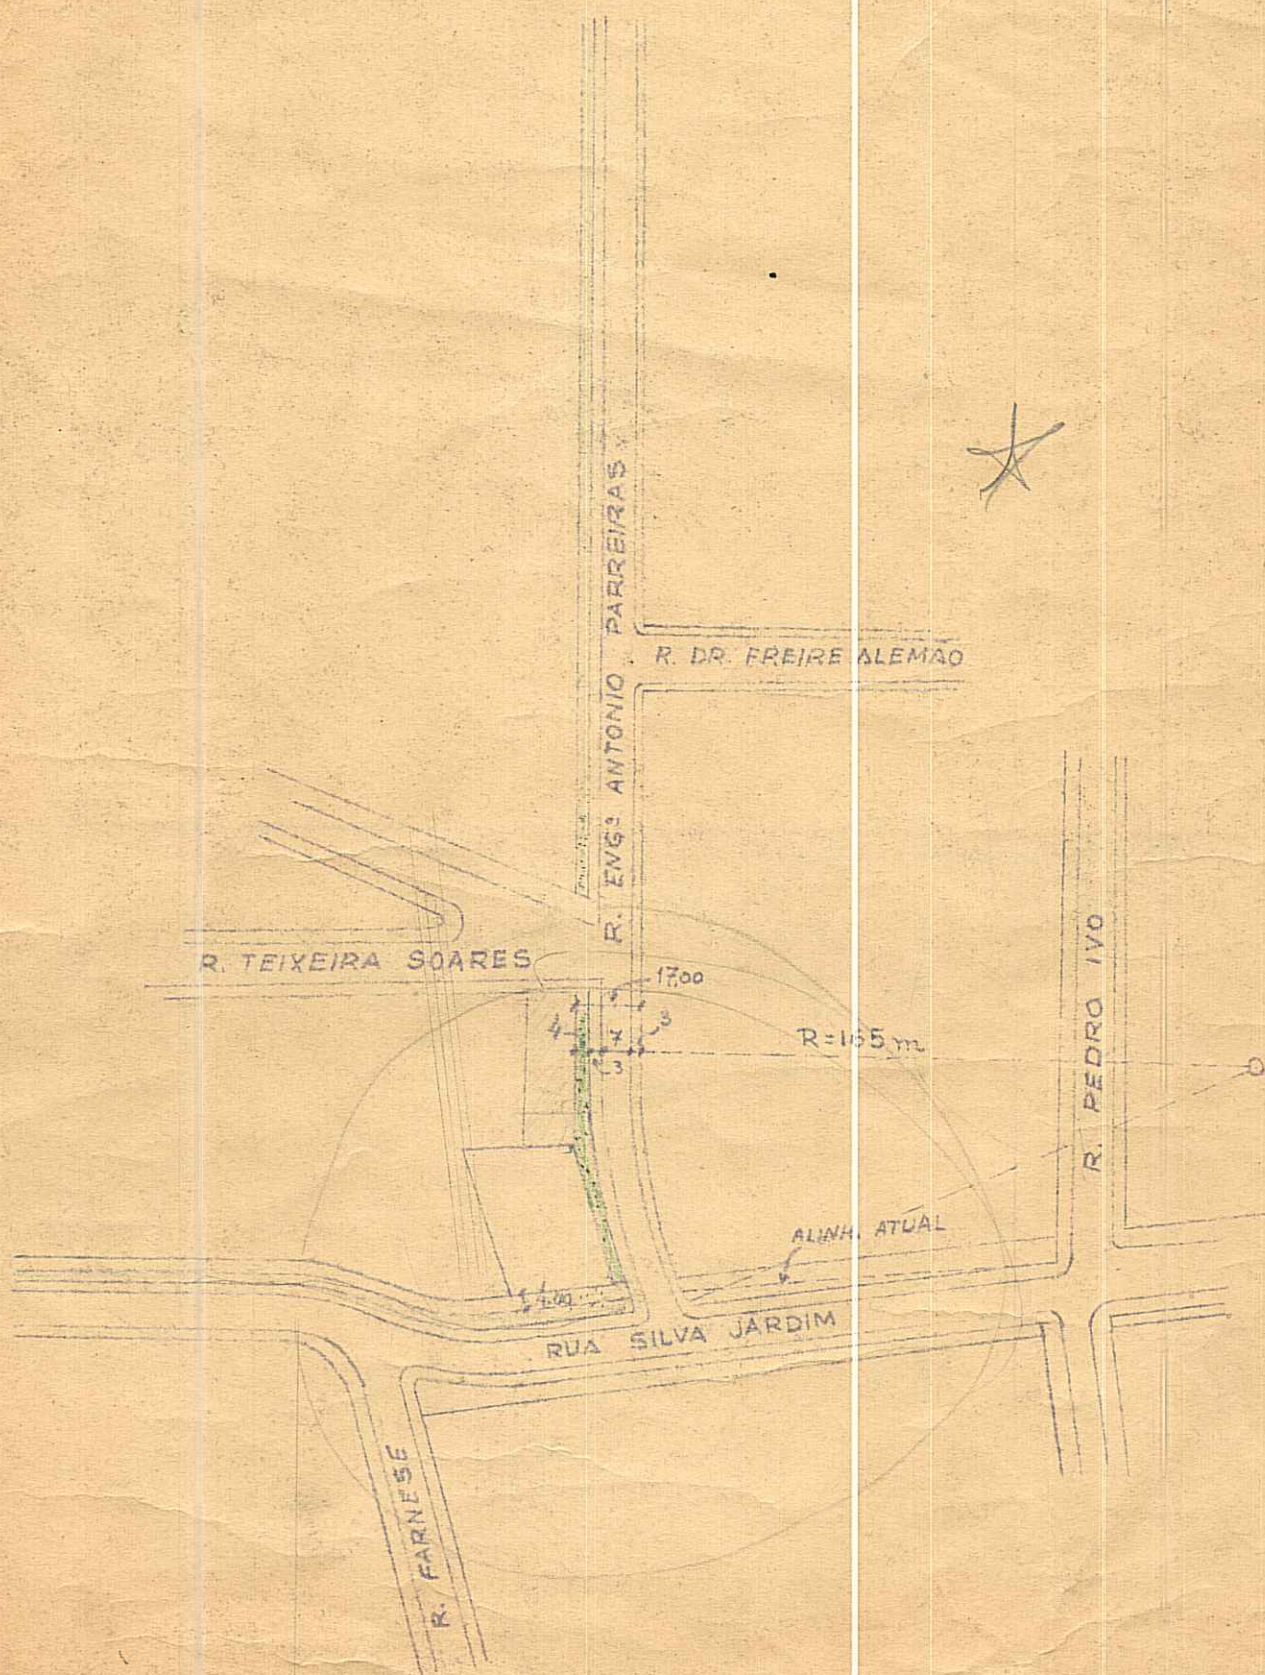 R. ENGº ANTONIO PARREIRAS
R. DR. FREIRE ALEMÃO
R. TEIXEIRA SOARES
17,00
4
7
3
3
R=165m
R. PEDRO IVO
ALINH. ATUAL
4,00
RUA SILVA JARDIM
R. FARNESE